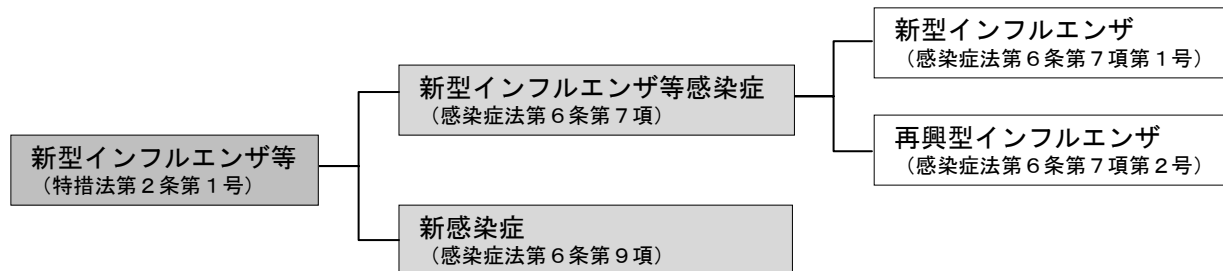 新型インフルエンザ等
（特措法第２条第１号）
新型インフルエンザ等感染症
（感染症法第６条第７項）
新型インフルエンザ
（感染症法第６条第７項第１号）
再興型インフルエンザ
（感染症法第６条第７項第２号）
新感染症
（感染症法第６条第９項）